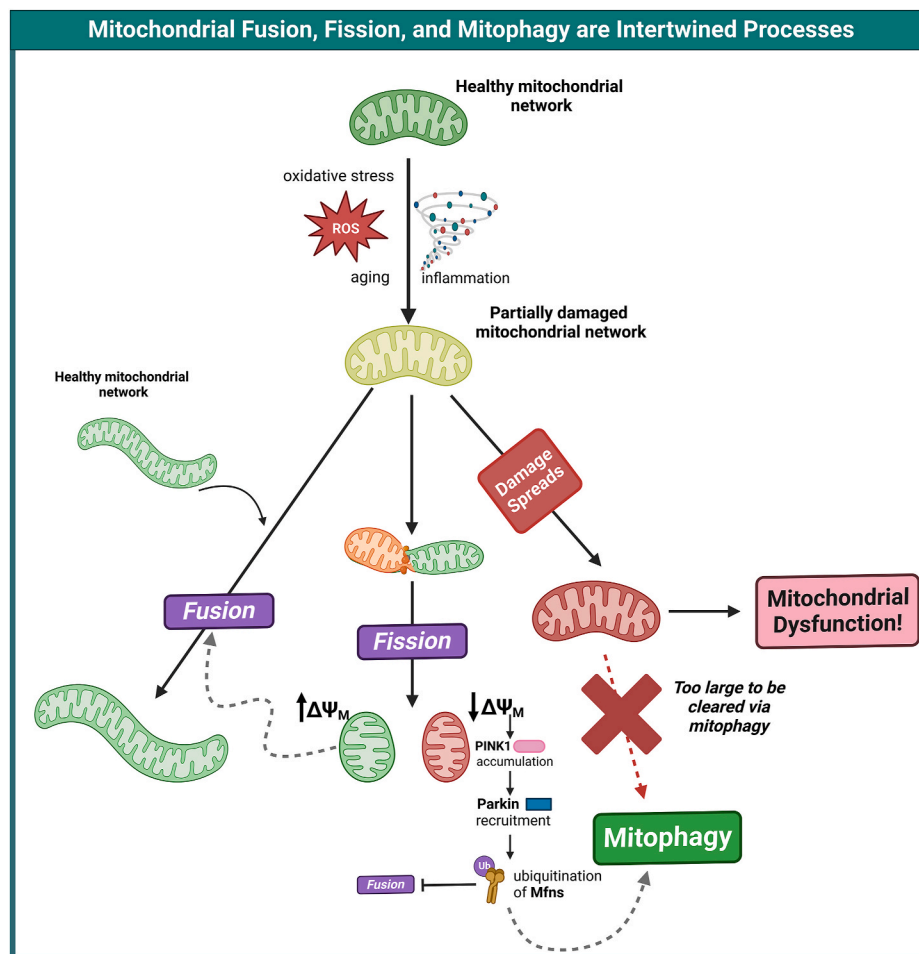 Mitochondrial Fusion, Fission, and Mitophagy are Intertwined Processes
Healthy mitochondrial
network
oxidative stress
ROS
aging
inflammation
Partially damaged
mitochondrial network
Healthy mitochondrial
network
Damage
Spreads
Fusion
Fission
Mitochondrial
Dysfunction!
Too large to be
cleared via
mitophagy
ΔΨM
ΔΨM
PINK1
accumulation
Parkin
recruitment
Mitophagy
Ub
ubiquitination
of Mfns
Fusion